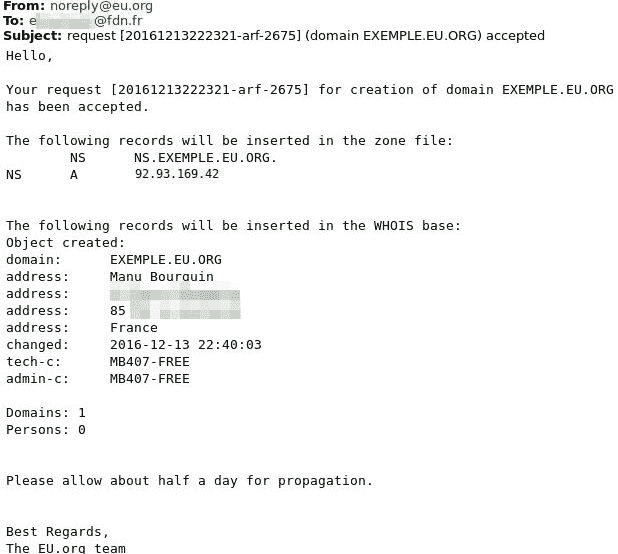 From: noreply@eu.org
To: e @fdn.fr
Subject: request [20161213222321-arf-2675] (domain EXEMPLE.EU.ORG) accepted
Hello,
Your request [20161213222321-arf-2675] for creation of domain EXEMPLE.EU.ORG
has been accepted.
The following records will be inserted in the zone file:
NS NS.EXEMPLE.EU.ORG.
NS A 92.93.169.42
The following records will be inserted in the WHOIS base:
Object created:
domain: EXEMPLE.EU.ORG
address: Manu Bourquin
address:
address: 85
address: France
changed: 2016-12-13 22:40:03
tech-c: MB407-FREE
admin-c: MB407-FREE
Domains: 1
Persons: 0
Please allow about half a day for propagation.
Best Regards,
The EU.org team